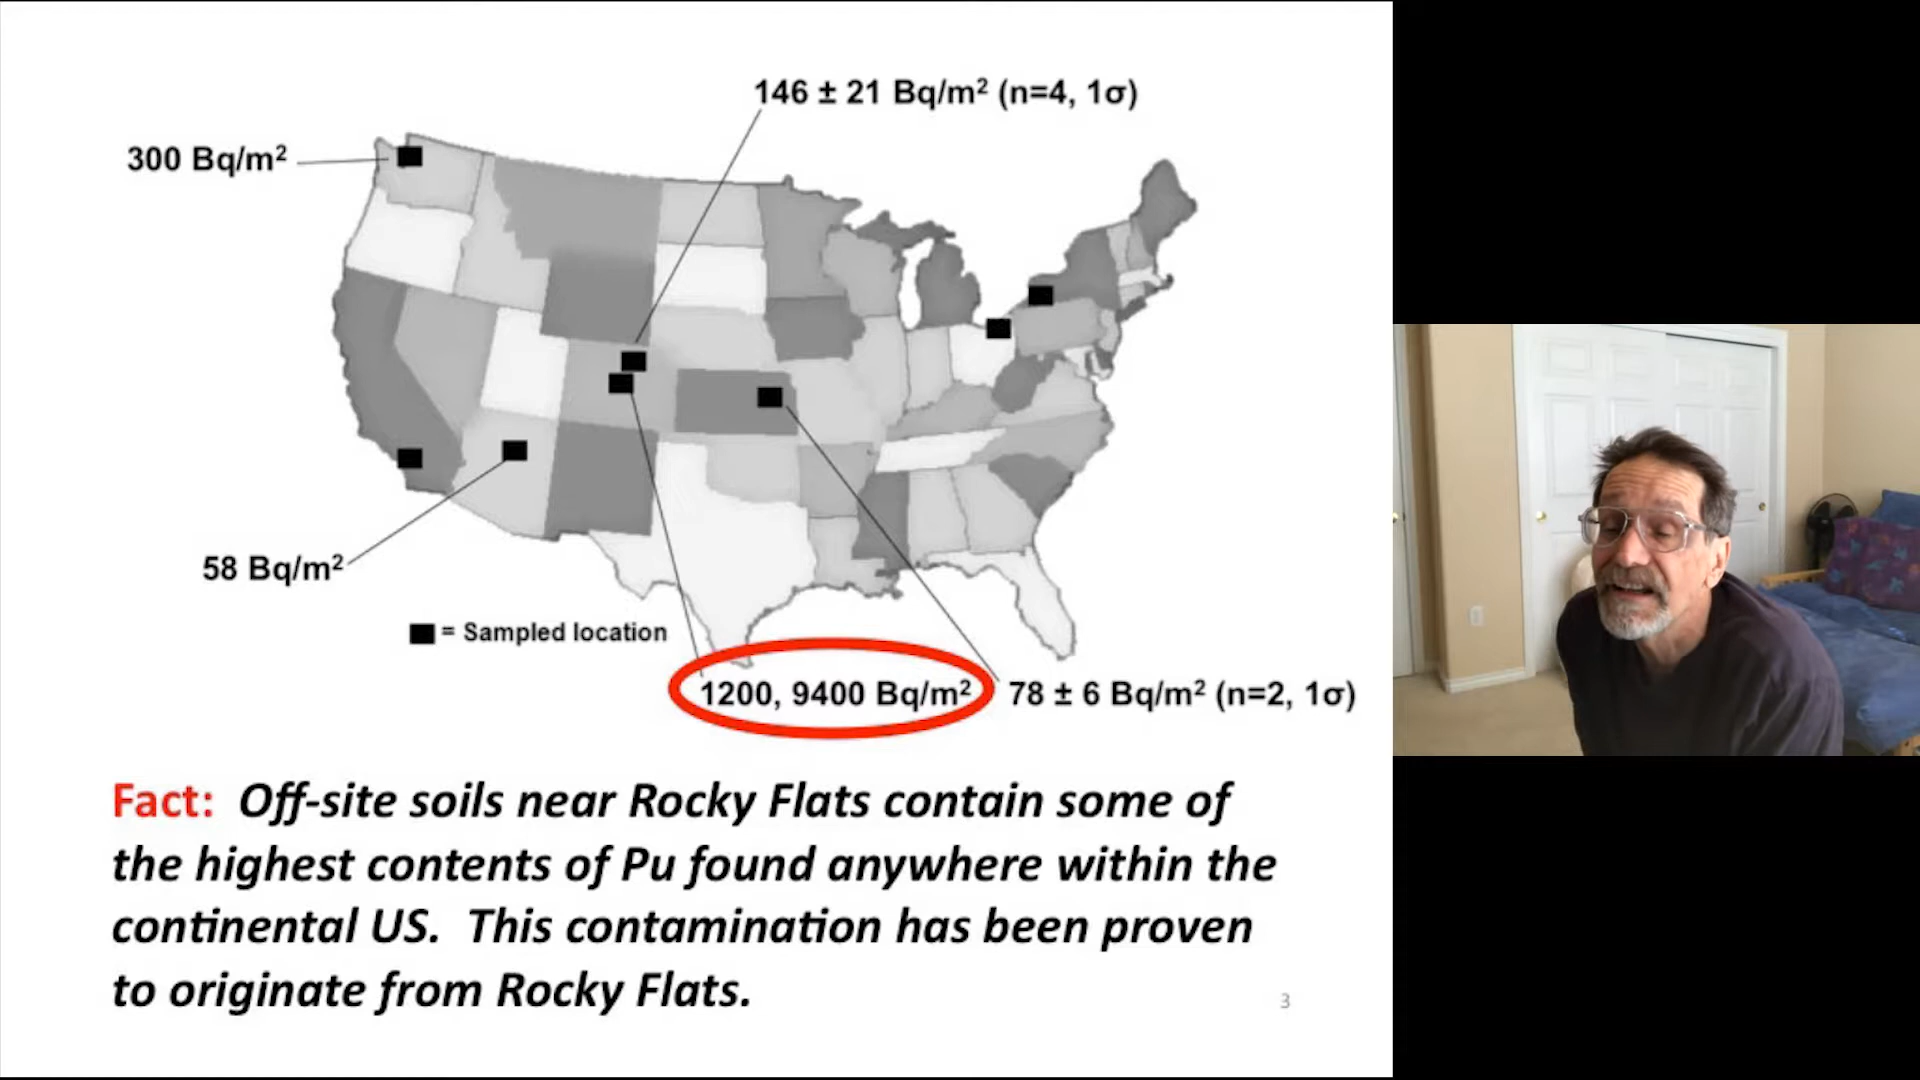 146 ± 21 Bq/m² (n=4, 1σ)
300 Bq/m²
58 Bq/m²
= Sampled location
1200, 9400 Bq/m²
78 ± 6 Bq/m² (n=2, 1σ)
Fact: Off-site soils near Rocky Flats contain some of
the highest contents of Pu found anywhere within the
continental US. This contamination has been proven
to originate from Rocky Flats.
3